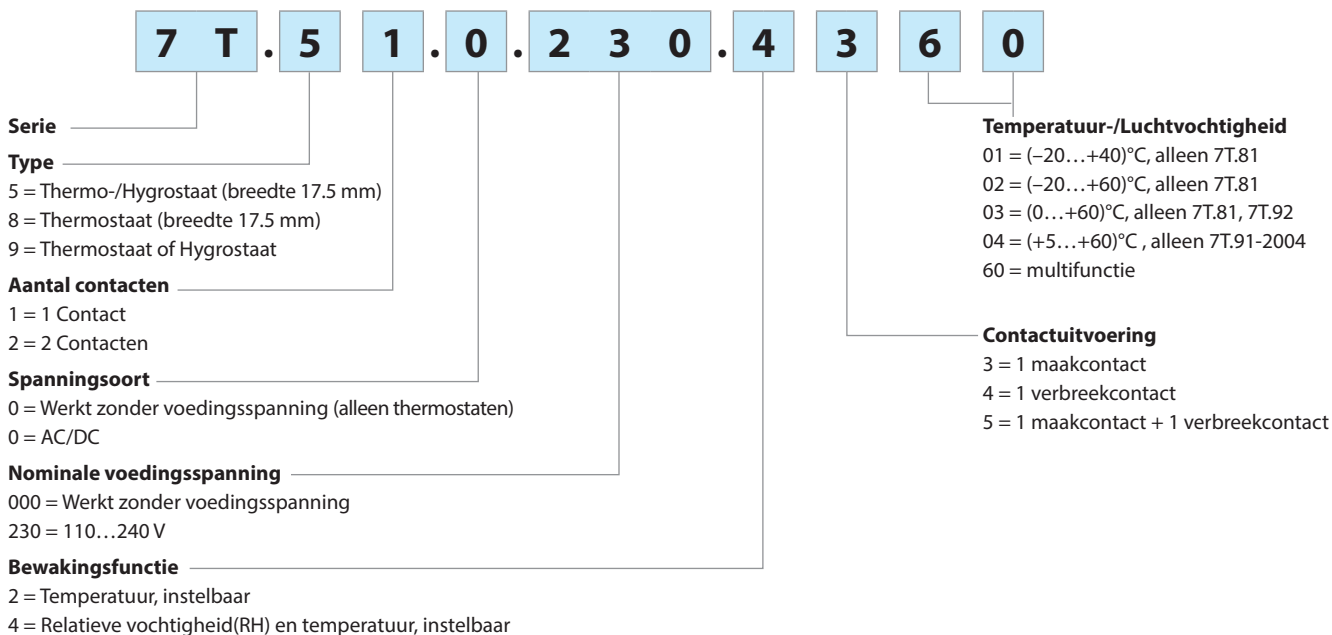 7 T . 5 1 . 0 . 2 3 0 . 4 3 6 0
Serie
Type
5 = Thermo-/Hygrostaat (breedte 17.5 mm)
8 = Thermostaat (breedte 17.5 mm)
9 = Thermostaat of Hygrostaat
Aantal contacten
1 = 1 Contact
2 = 2 Contacten
Spanningsoort
0 = Werkt zonder voedingsspanning (alleen thermostaten)
0 = AC/DC
Nominale voedingsspanning
000 = Werkt zonder voedingsspanning
230 = 110…240 V
Bewakingsfunctie
2 = Temperatuur, instelbaar
4 = Relatieve vochtigheid(RH) en temperatuur, instelbaar
Temperatuur-/Luchtvochtigheid
01 = (–20…+40)°C, alleen 7T.81
02 = (–20…+60)°C, alleen 7T.81
03 = (0…+60)°C, alleen 7T.81, 7T.92
04 = (+5…+60)°C , alleen 7T.91-2004
60 = multifunctie
Contactuitvoering
3 = 1 maakcontact
4 = 1 verbreekcontact
5 = 1 maakcontact + 1 verbreekcontact